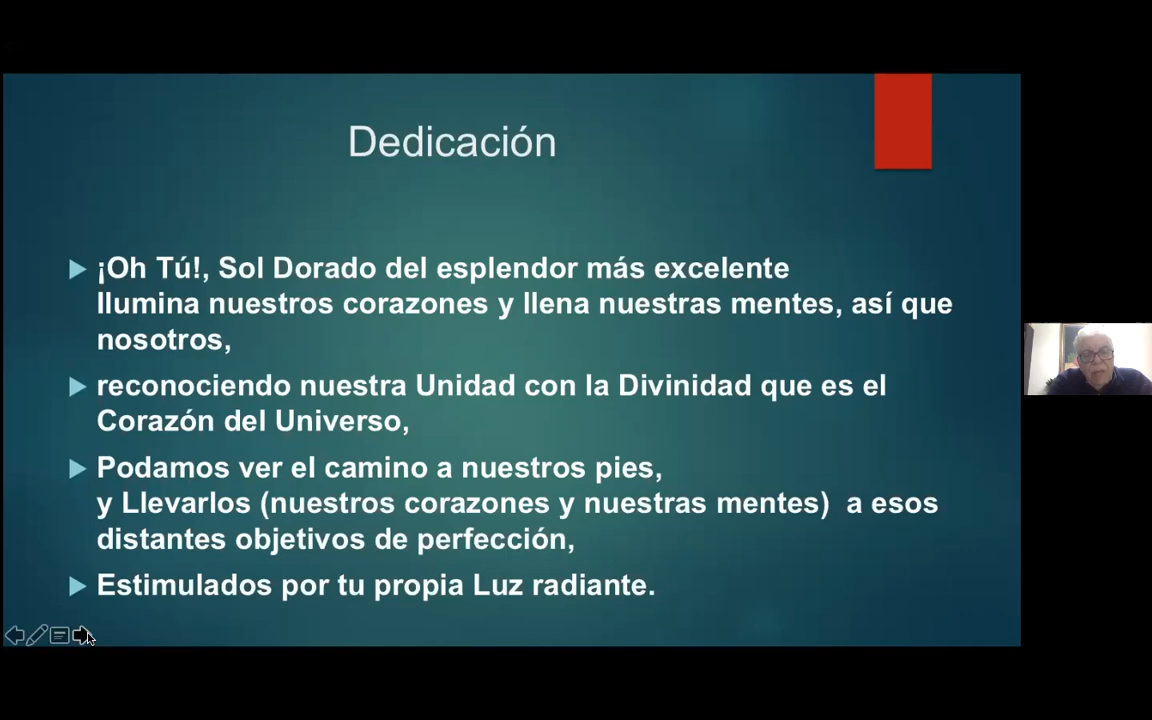 Dedicación
¡Oh Tú!, Sol Dorado del esplendor más excelente
Ilumina nuestros corazones y llena nuestras mentes, así que
nosotros,
reconociendo nuestra Unidad con la Divinidad que es el
Corazón del Universo,
Podamos ver el camino a nuestros pies,
y Llevarlos (nuestros corazones y nuestras mentes)  a esos
distantes objetivos de perfección,
Estimulados por tu propia Luz radiante.